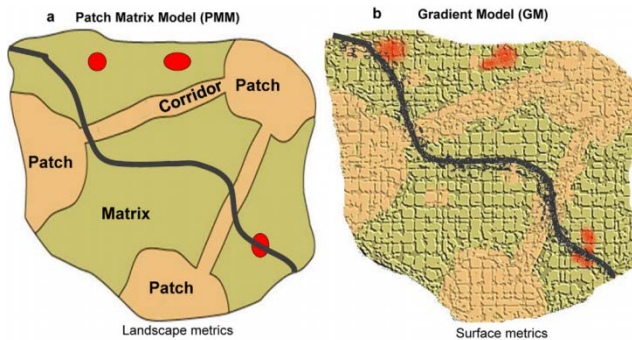 a Patch Matrix Model (PMM)
Corridor
Patch
Patch
Matrix
Patch
Landscape metrics
b Gradient Model (GM)
Surface metrics